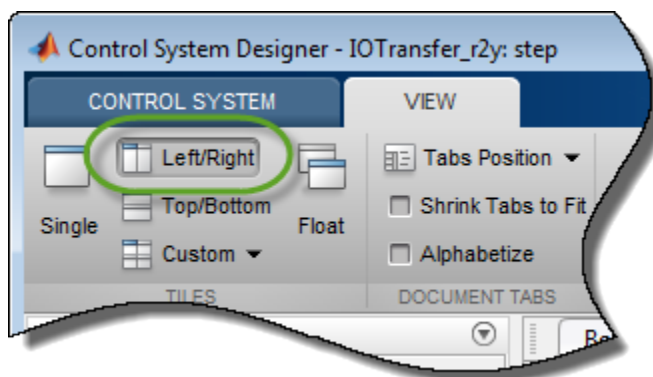 Control System Designer - IOTransfer_r2y: step
CONTROL SYSTEM
VIEW
Single
Left/Right
Top/Bottom
Custom
Float
TILES
Tabs Position
Shrink Tabs to Fit
Alphabetize
DOCUMENT TABS